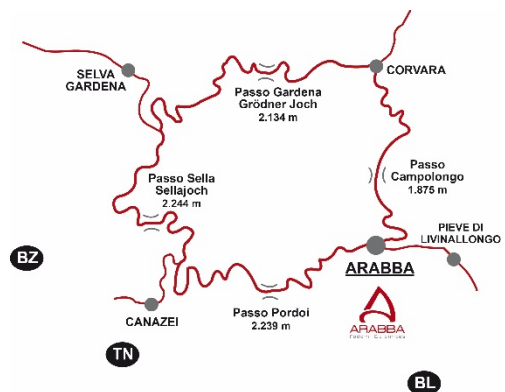 SELVA
GARDENA
CORVARA
Passo Gardena
Grödner Joch
2.134 m
Passo Sella
Sellajoch
2.244 m
Passo
Campolongo
1.875 m
PIEVE DI
LIVINALLONGO
BZ
ARABBA
CANAZEI
Passo Pordoi
2.239 m
ARABBA
TN
BL